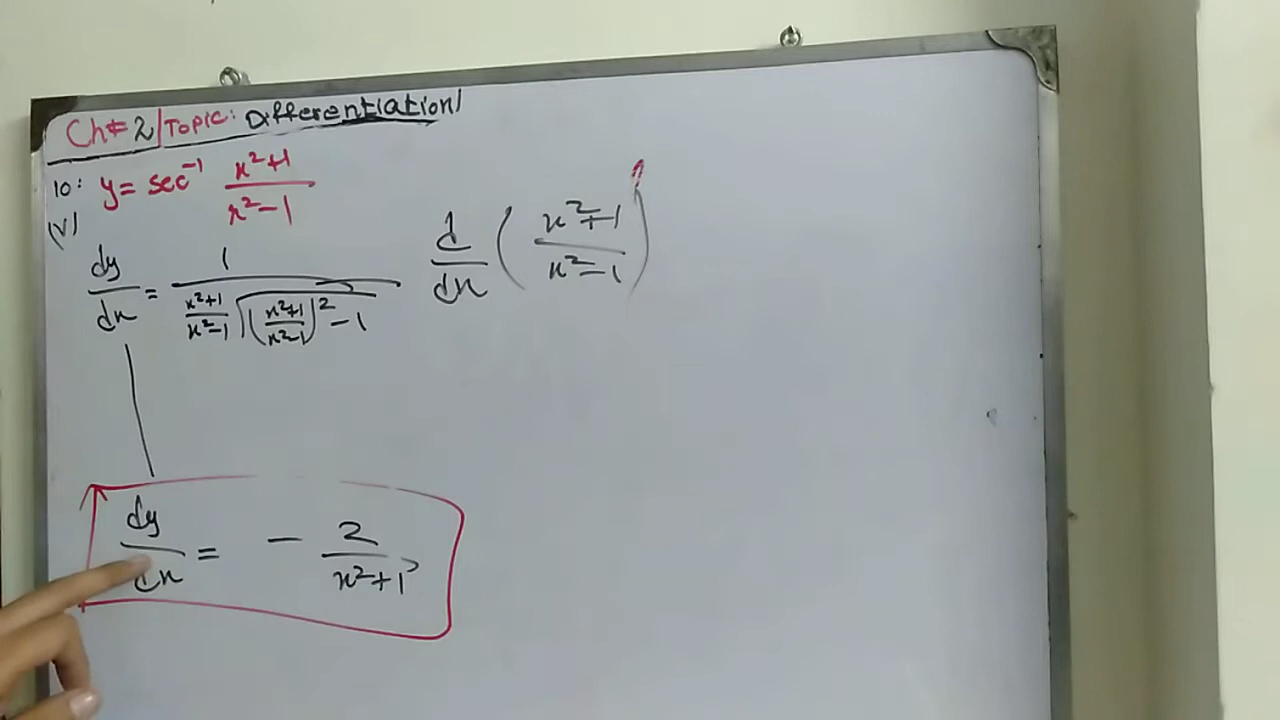 Ch# 2 | Topic: Differentiation |
10: y = sec⁻¹ (x²+1)/(x²-1)
(v)
dy/dx = 1/((x²+1)/(x²-1) √(((x²+1)/(x²-1))² - 1)) d/dx ((x²+1)/(x²-1))
dy/dx = - 2/(x²+1)